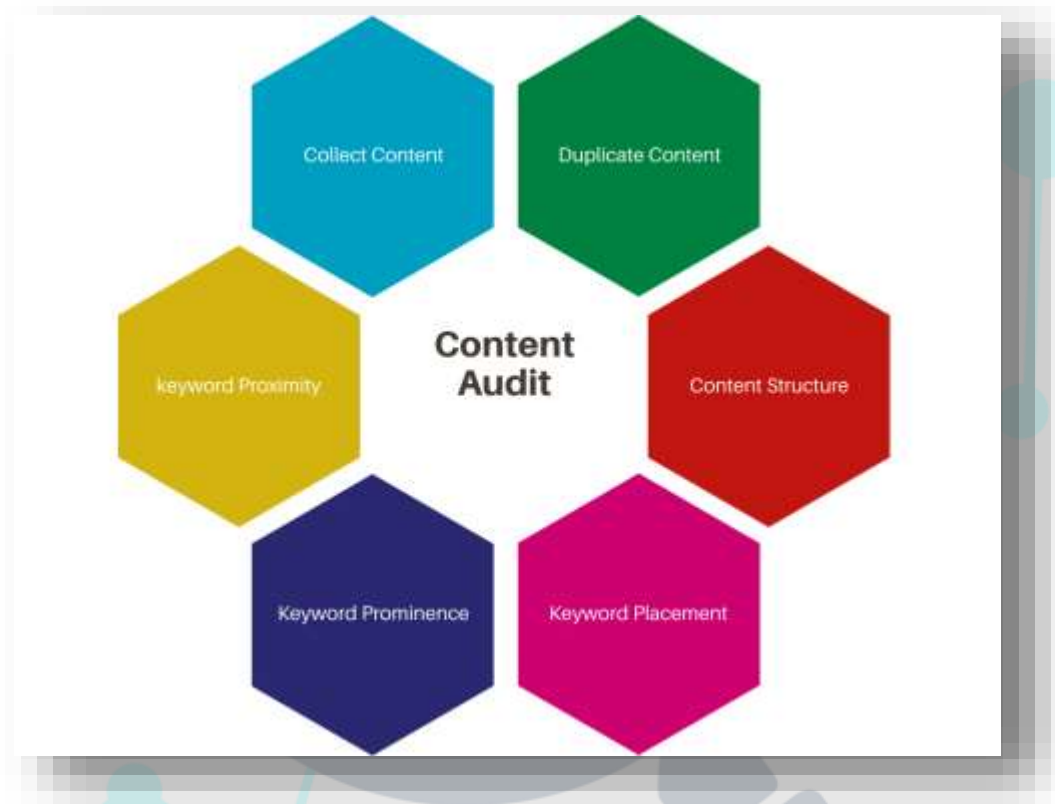 Collect Content
Duplicate Content
Content
Audit
keyword Proximity
Content Structure
Keyword Prominence
Keyword Placement